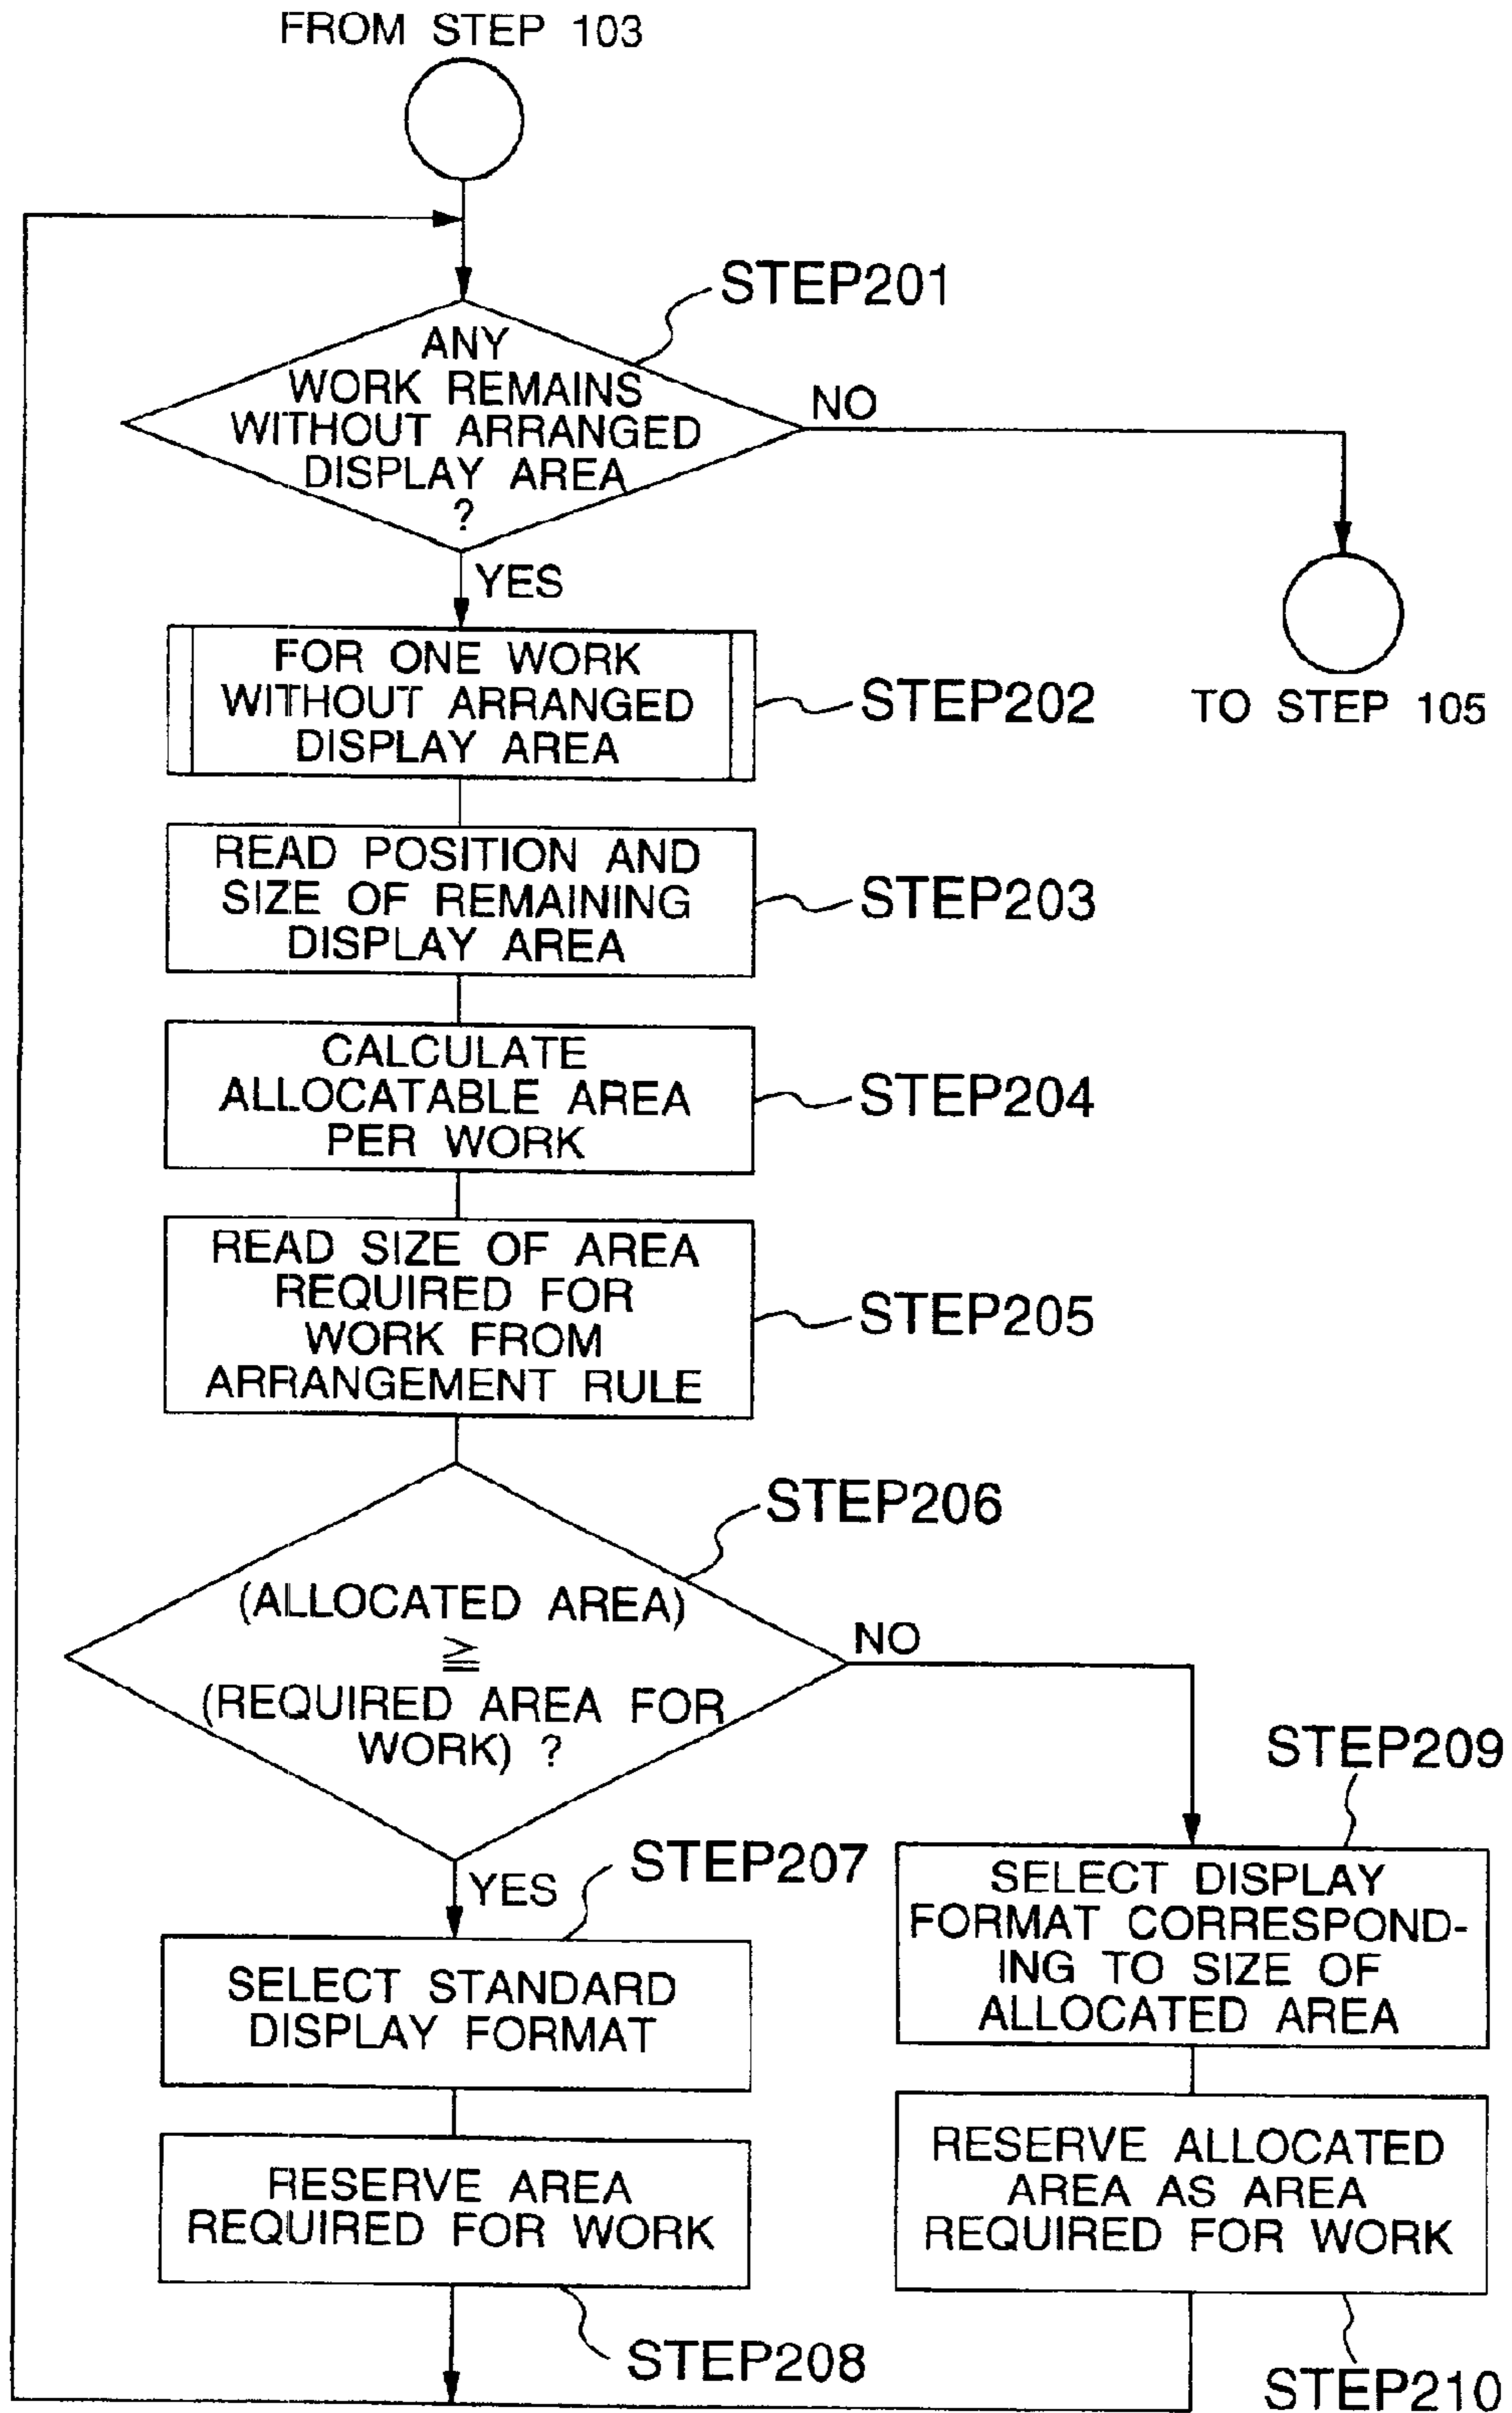 FROM STEP 103
STEP201
ANY
WORK REMAINS
WITHOUT ARRANGED
DISPLAY AREA
?
NO
YES
TO STEP 105
FOR ONE WORK
WITHOUT ARRANGED
DISPLAY AREA
STEP202
READ POSITION AND
SIZE OF REMAINING
DISPLAY AREA
STEP203
CALCULATE
ALLOCATABLE AREA
PER WORK
STEP204
READ SIZE OF AREA
REQUIRED FOR
WORK FROM
ARRANGEMENT RULE
STEP205
STEP206
(ALLOCATED AREA)
≧
(REQUIRED AREA FOR
WORK) ?
NO
YES
STEP207
SELECT STANDARD
DISPLAY FORMAT
RESERVE AREA
REQUIRED FOR WORK
STEP208
STEP209
SELECT DISPLAY
FORMAT CORRESPOND-
ING TO SIZE OF
ALLOCATED AREA
RESERVE ALLOCATED
AREA AS AREA
REQUIRED FOR WORK
STEP210